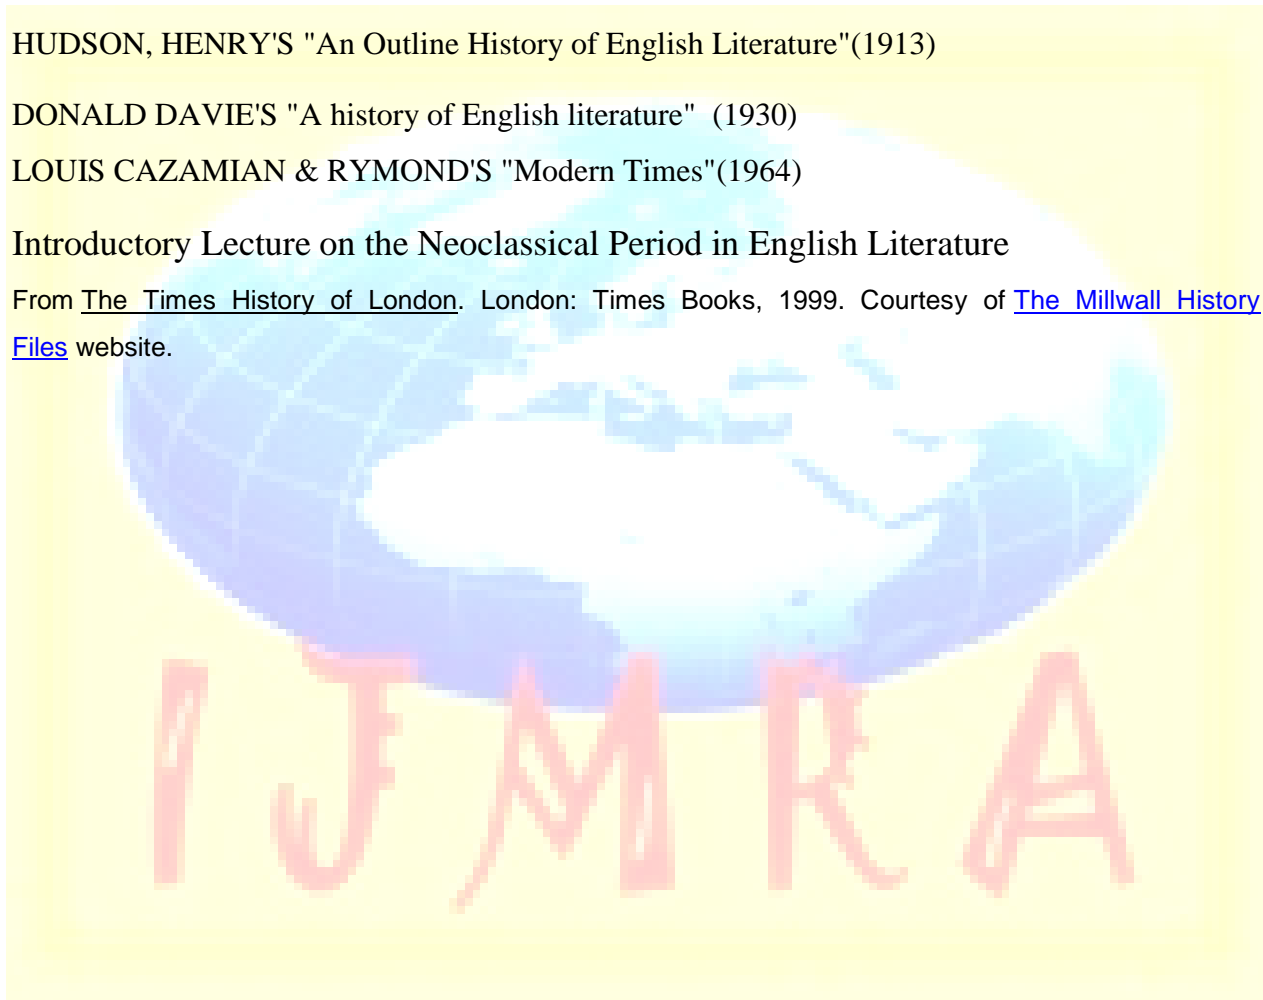 HUDSON, HENRY'S "An Outline History of English Literature"(1913)
DONALD DAVIE'S "A history of English literature" (1930)
LOUIS CAZAMIAN & RYMOND'S "Modern Times"(1964)
Introductory Lecture on the Neoclassical Period in English Literature
From The Times History of London. London: Times Books, 1999. Courtesy of The Millwall History
Files website.
IJMRA